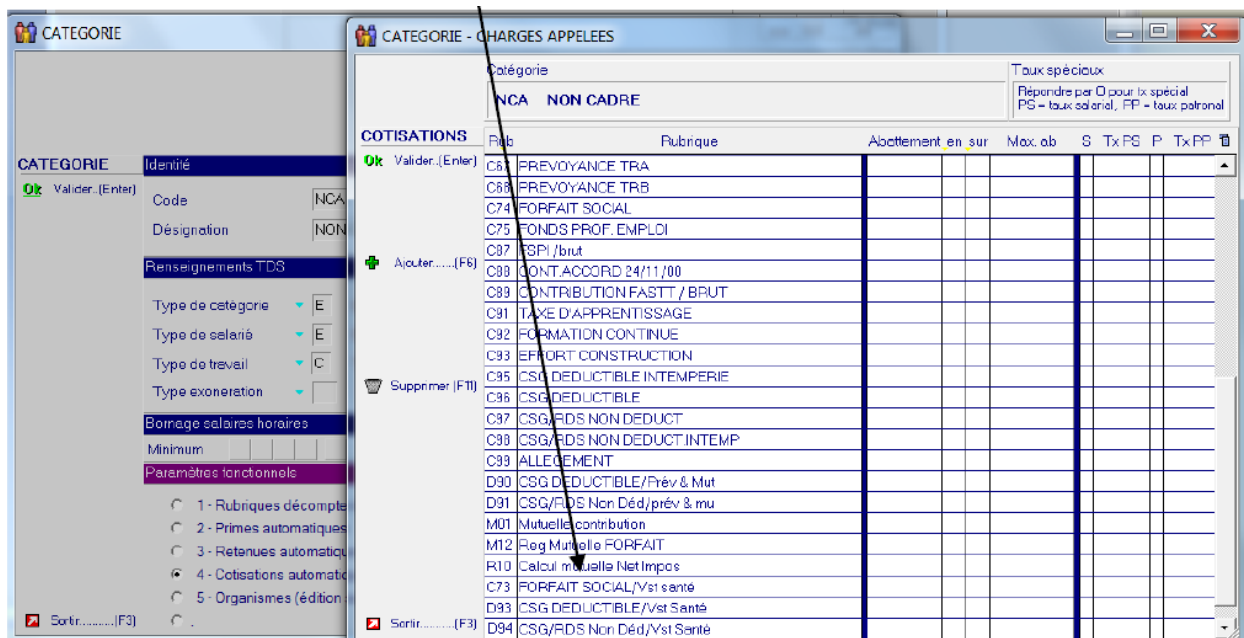 CATEGORIE
CATEGORIE
Ok Valider..(Enter)
Identité
Code NCA
Désignation NON
Renseignements TDS
Type de catégorie E
Type de salarié E
Type de travail C
Type exoneration
Bornage salaires horaires
Minimum
Paramètres fonctionnels
1 - Rubriques décompte
2 - Primes automatiques
3 - Retenues automatiqu
4 - Cotisations automatic
5 - Organismes (édition
.
Sortir..........(F3)
CATEGORIE - CHARGES APPELEES
Catégorie
NCA NON CADRE
Taux spéciaux
Répondre par O pour tx spécial
PS = taux salarial, PP = taux patronal
COTISATIONS
Ok Valider..(Enter)
Ajouter.......(F6)
Supprimer (F11)
Sortir..........(F3)
Rub Rubrique Abattement en sur Max. ab S Tx PS P Tx PP
C67 PREVOYANCE TRA
C68 PREVOYANCE TRB
C74 FORFAIT SOCIAL
C75 FONDS PROF. EMPLOI
C87 FSPI /brut
C88 CONT.ACCORD 24/11/00
C89 CONTRIBUTION FASTT / BRUT
C91 TAXE D'APPRENTISSAGE
C92 FORMATION CONTINUE
C93 EFFORT CONSTRUCTION
C95 CSG DEDUCTIBLE INTEMPERIE
C96 CSG DEDUCTIBLE
C97 CSG/RDS NON DEDUCT
C98 CSG/RDS NON DEDUCT.INTEMP
C99 ALLEGEMENT
D90 CSG DEDUCTIBLE/Prév & Mut
D91 CSG/RDS Non Déd/prév & mu
M01 Mutuelle contribution
M12 Reg Mutuelle FORFAIT
R10 Calcul mutuelle Net Impos
C73 FORFAIT SOCIAL/Vst santé
D93 CSG DEDUCTIBLE/Vst Santé
D94 CSG/RDS Non Déd/Vst Santé